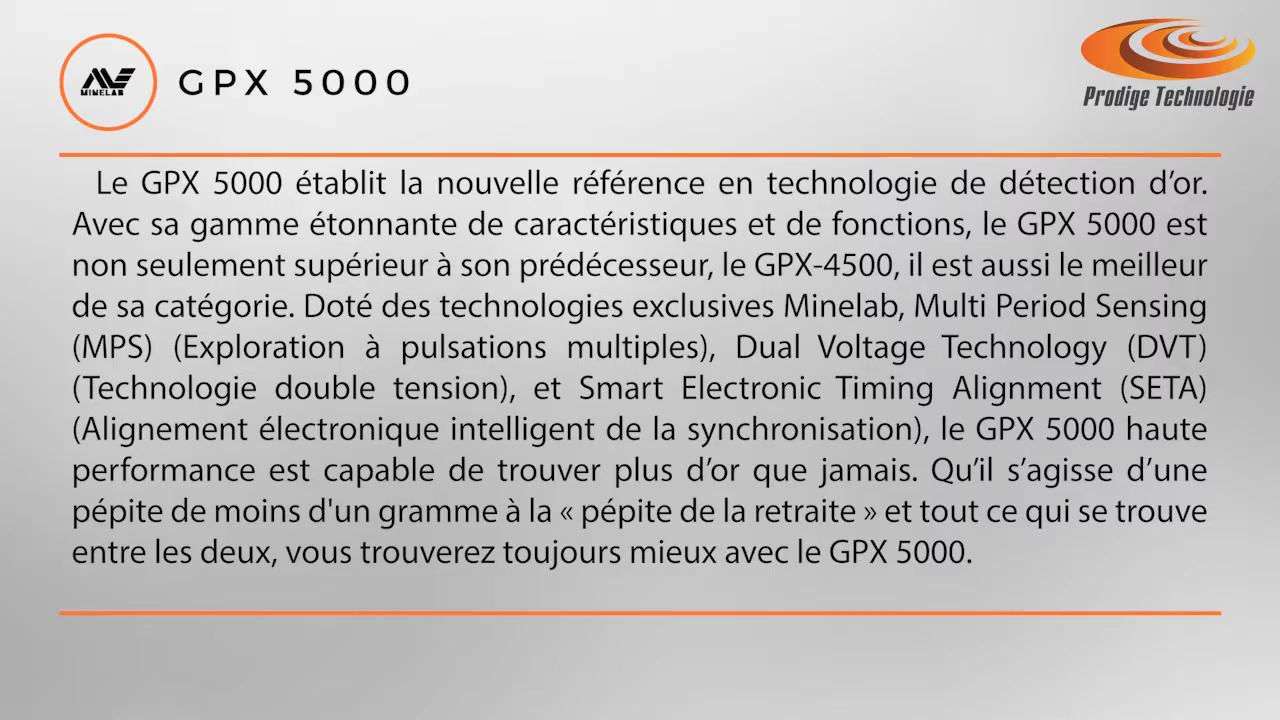 MINELAB
GPX 5000
Prodige Technologie
Le GPX 5000 établit la nouvelle référence en technologie de détection d’or.
Avec sa gamme étonnante de caractéristiques et de fonctions, le GPX 5000 est
non seulement supérieur à son prédécesseur, le GPX-4500, il est aussi le meilleur
de sa catégorie. Doté des technologies exclusives Minelab, Multi Period Sensing
(MPS) (Exploration à pulsations multiples), Dual Voltage Technology (DVT)
(Technologie double tension), et Smart Electronic Timing Alignment (SETA)
(Alignement électronique intelligent de la synchronisation), le GPX 5000 haute
performance est capable de trouver plus d’or que jamais. Qu’il s’agisse d’une
pépite de moins d'un gramme à la « pépite de la retraite » et tout ce qui se trouve
entre les deux, vous trouverez toujours mieux avec le GPX 5000.